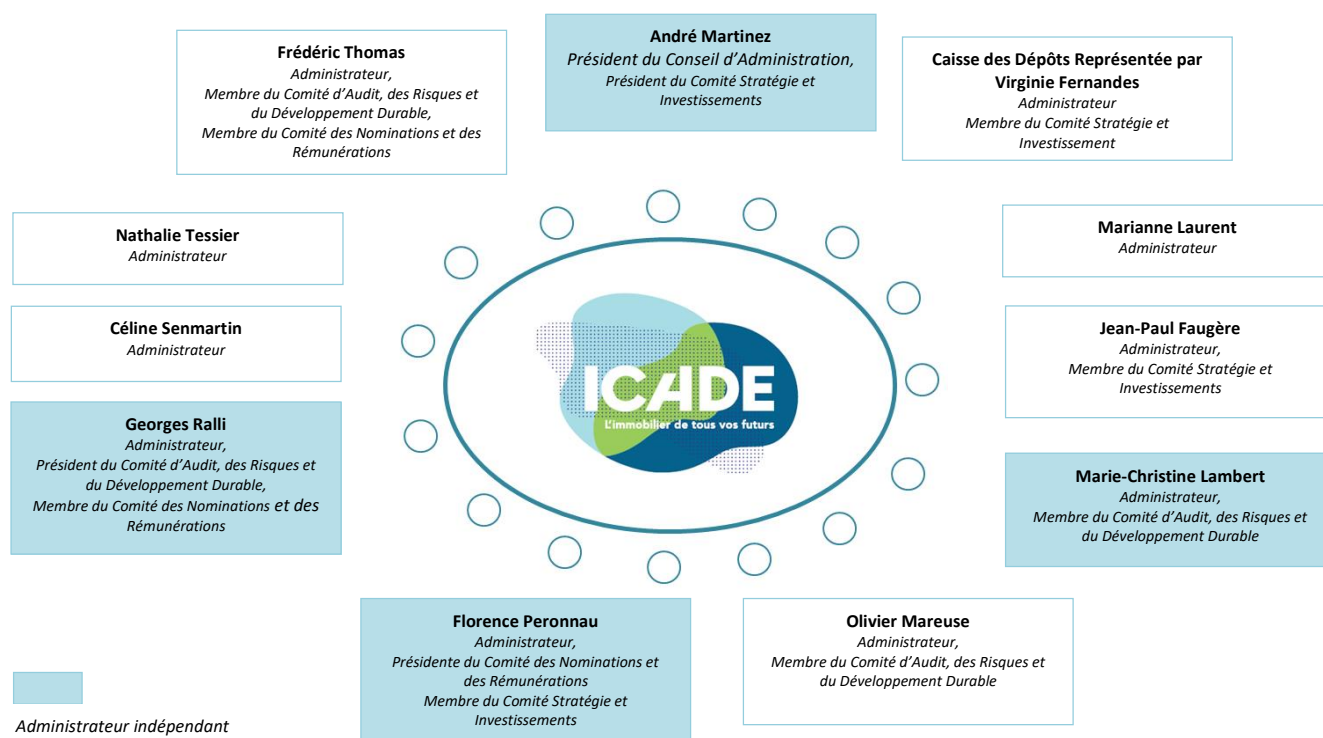 Frédéric Thomas
Administrateur,
Membre du Comité d'Audit, des Risques et
du Développement Durable,
Membre du Comité des Nominations et des
Rémunérations
André Martinez
Président du Conseil d'Administration,
Président du Comité Stratégie et
Investissements
Caisse des Dépôts Représentée par
Virginie Fernandes
Administrateur
Membre du Comité Stratégie et
Investissement
Nathalie Tessier
Administrateur
Céline Senmartin
Administrateur
Georges Ralli
Administrateur,
Président du Comité d'Audit, des Risques et
du Développement Durable,
Membre du Comité des Nominations et des
Rémunérations
ICADE
L'immobilier de tous vos futurs
Marianne Laurent
Administrateur
Jean-Paul Faugère
Administrateur,
Membre du Comité Stratégie et
Investissements
Marie-Christine Lambert
Administrateur,
Membre du Comité d'Audit, des Risques et
du Développement Durable
Florence Peronnau
Administrateur,
Présidente du Comité des Nominations et
des Rémunérations
Membre du Comité Stratégie et
Investissements
Olivier Mareuse
Administrateur,
Membre du Comité d'Audit, des Risques et
du Développement Durable
Administrateur indépendant